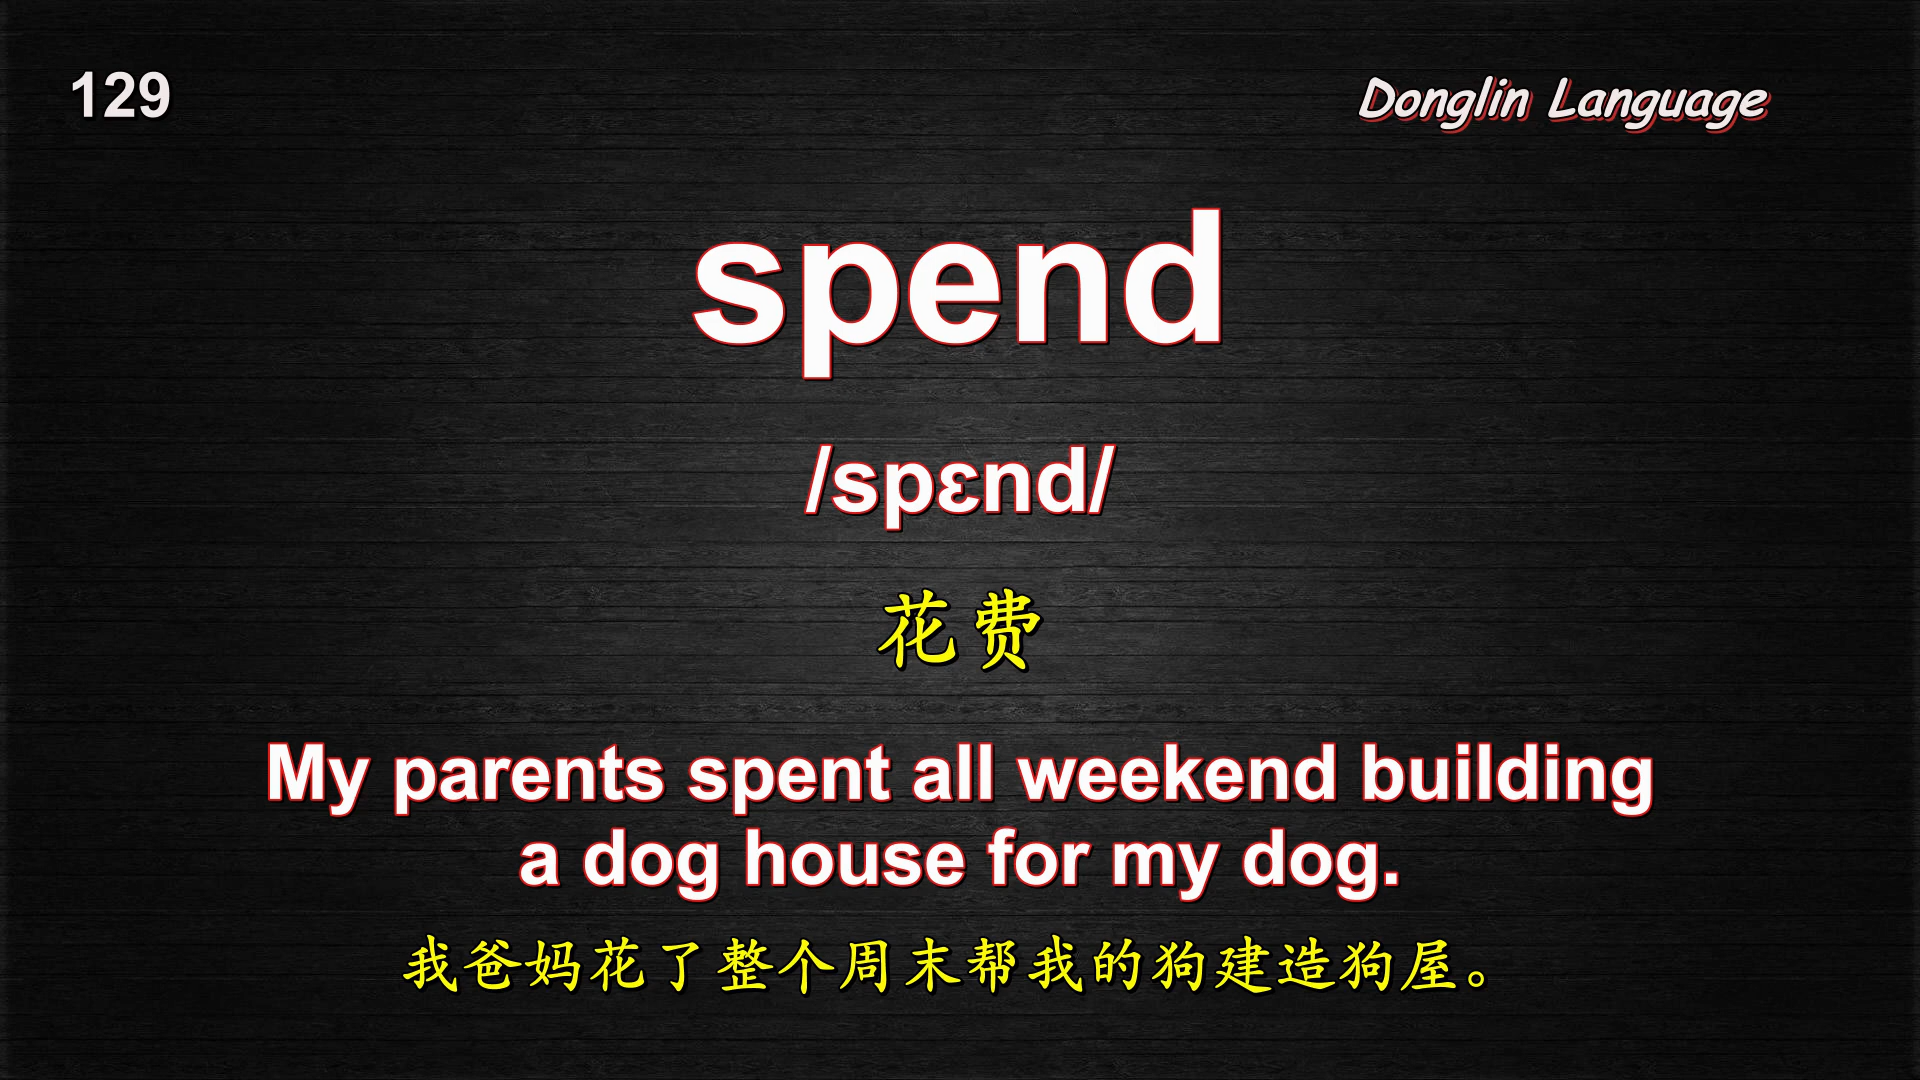 129
Donglin Language
spend
/spɛnd/
花费
My parents spent all weekend building
a dog house for my dog.
我爸妈花了整个周末帮我的狗建造狗屋。